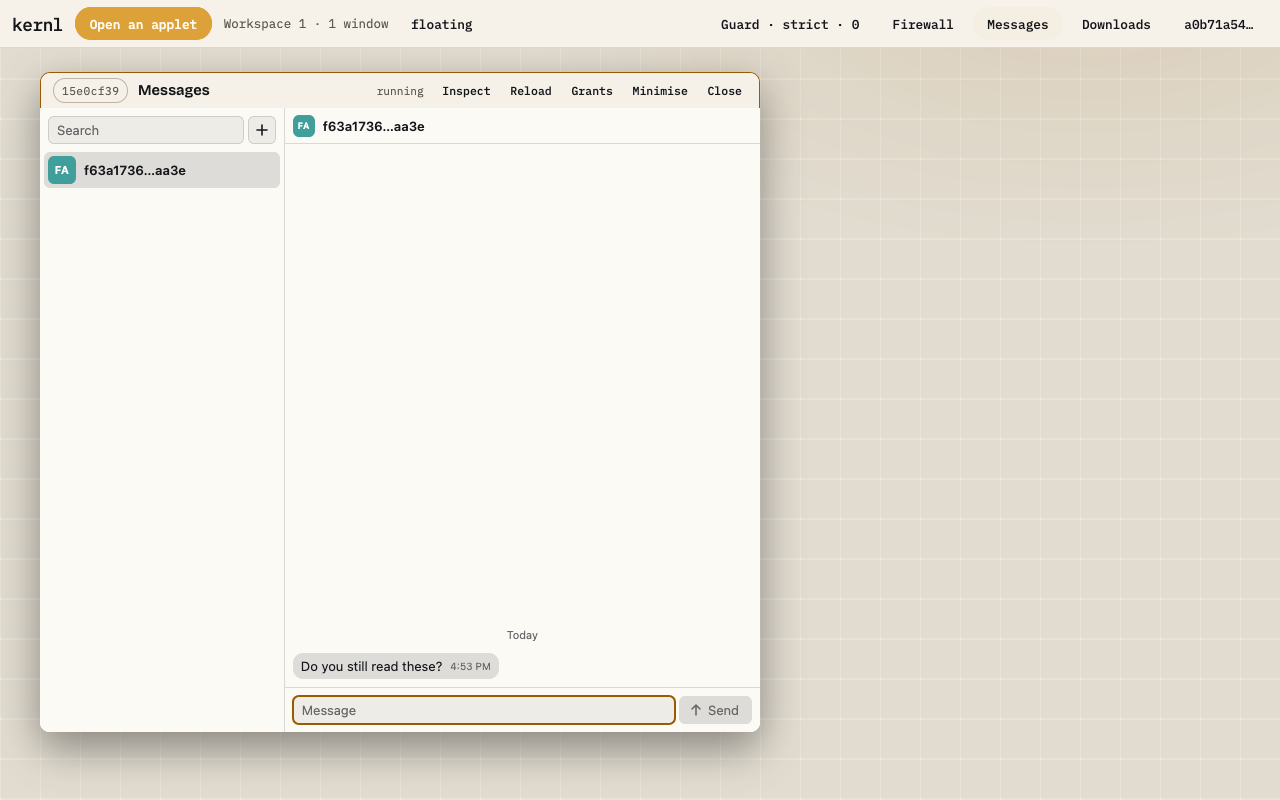 kernl Open an applet Workspace 1 · 1 window floating Guard · strict · 0 Firewall Messages Downloads a0b71a54…
15e0cf39 Messages running Inspect Reload Grants Minimise Close
Search +
FA f63a1736…aa3e
FA f63a1736…aa3e
Today
Do you still read these? 4:53 PM
Message ↑ Send